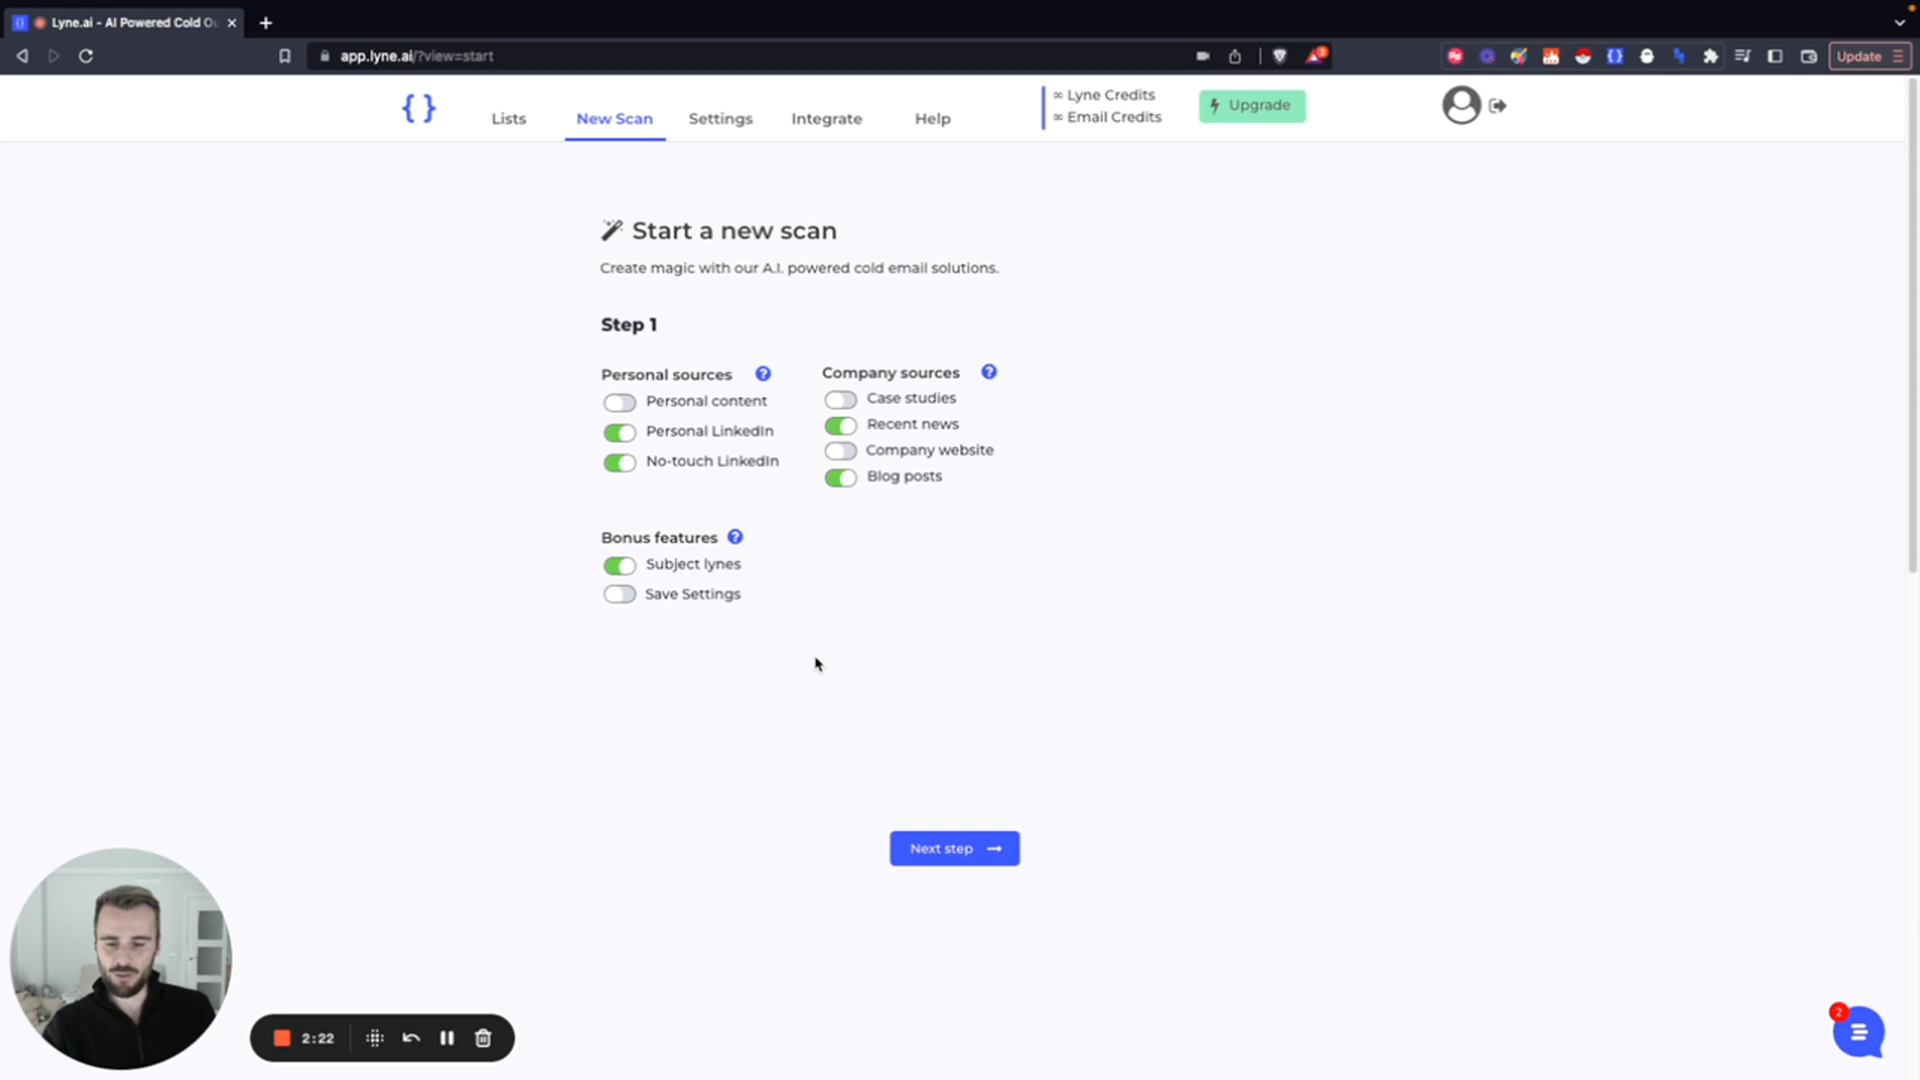 Lyne.ai - AI Powered Cold Ou
app.lyne.ai/?view=start
Update
{ }
Lists
New Scan
Settings
Integrate
Help
∞ Lyne Credits
∞ Email Credits
Upgrade
Start a new scan
Create magic with our A.I. powered cold email solutions.
Step 1
Personal sources ?
Personal content
Personal LinkedIn
No-touch LinkedIn
Company sources ?
Case studies
Recent news
Company website
Blog posts
Bonus features ?
Subject lynes
Save Settings
Next step →
2:22
2